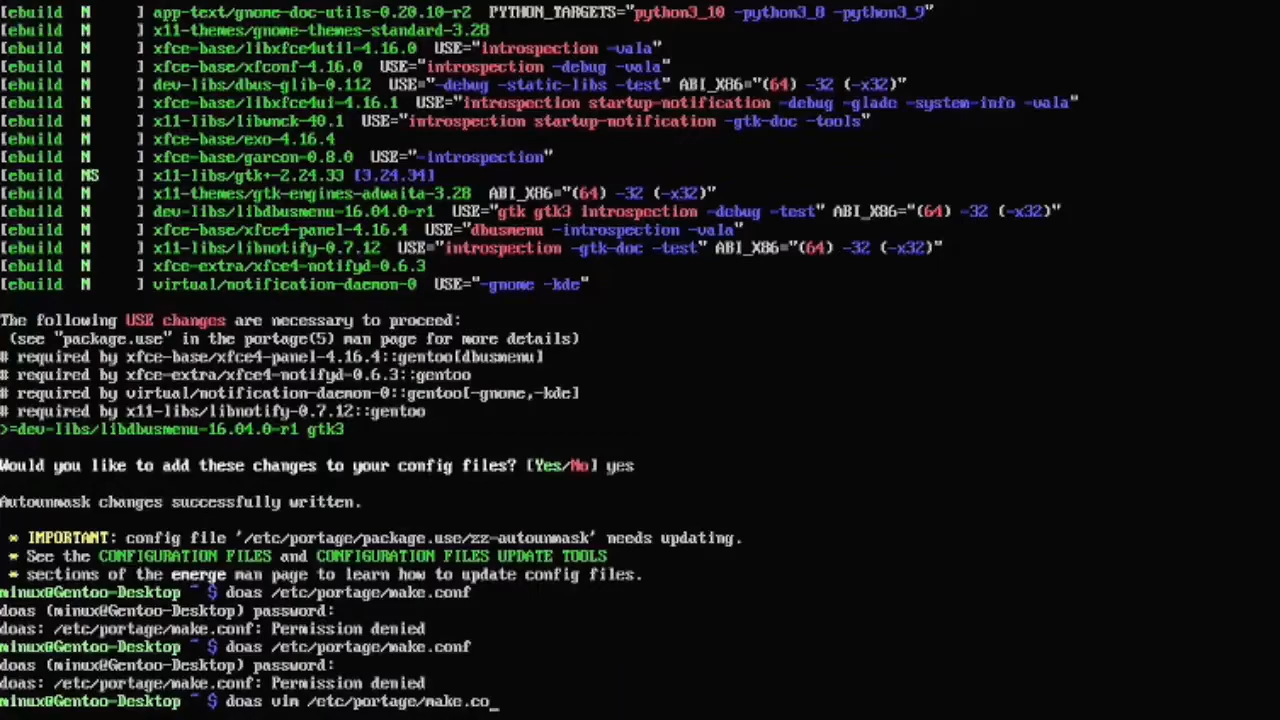 [ebuild  N     ] app-text/gnome-doc-utils-0.20.10-r2  PYTHON_TARGETS="python3_10 -python3_8 -python3_9"
[ebuild  N     ] x11-themes/gnome-themes-standard-3.28
[ebuild  N     ] xfce-base/libxfce4util-4.16.0  USE="introspection -vala"
[ebuild  N     ] xfce-base/xfconf-4.16.0  USE="introspection -debug -vala"
[ebuild  N     ] dev-libs/dbus-glib-0.112  USE="-debug -static-libs -test" ABI_X86="(64) -32 (-x32)"
[ebuild  N     ] xfce-base/libxfce4ui-4.16.1  USE="introspection startup-notification -debug -glade -system-info -vala"
[ebuild  N     ] x11-libs/libwnck-40.1  USE="introspection startup-notification -gtk-doc -tools"
[ebuild  N     ] xfce-base/exo-4.16.4
[ebuild  N     ] xfce-base/garcon-0.8.0  USE="-introspection"
[ebuild  NS    ] x11-libs/gtk+-2.24.33 [3.24.34]
[ebuild  N     ] x11-themes/gtk-engines-adwaita-3.28  ABI_X86="(64) -32 (-x32)"
[ebuild  N     ] dev-libs/libdbusmenu-16.04.0-r1  USE="gtk gtk3 introspection -debug -test" ABI_X86="(64) -32 (-x32)"
[ebuild  N     ] xfce-base/xfce4-panel-4.16.4  USE="dbusmenu -introspection -vala"
[ebuild  N     ] x11-libs/libnotify-0.7.12  USE="introspection -gtk-doc -test" ABI_X86="(64) -32 (-x32)"
[ebuild  N     ] xfce-extra/xfce4-notifyd-0.6.3
[ebuild  N     ] virtual/notification-daemon-0  USE="-gnome -kde"
The following USE changes are necessary to proceed:
 (see "package.use" in the portage(5) man page for more details)
# required by xfce-base/xfce4-panel-4.16.4::gentoo[dbusmenu]
# required by xfce-extra/xfce4-notifyd-0.6.3::gentoo
# required by virtual/notification-daemon-0::gentoo[-gnome,-kde]
# required by x11-libs/libnotify-0.7.12::gentoo
>=dev-libs/libdbusmenu-16.04.0-r1 gtk3
Would you like to add these changes to your config files? [Yes/No] yes
Autounmask changes successfully written.
 * IMPORTANT: config file '/etc/portage/package.use/zz-autounmask' needs updating.
 * See the CONFIGURATION FILES and CONFIGURATION FILES UPDATE TOOLS
 * sections of the emerge man page to learn how to update config files.
minux@Gentoo-Desktop ~ $ doas /etc/portage/make.conf
doas (minux@Gentoo-Desktop) password:
doas: /etc/portage/make.conf: Permission denied
minux@Gentoo-Desktop ~ $ doas /etc/portage/make.conf
doas (minux@Gentoo-Desktop) password:
doas: /etc/portage/make.conf: Permission denied
minux@Gentoo-Desktop ~ $ doas vim /etc/portage/make.co_